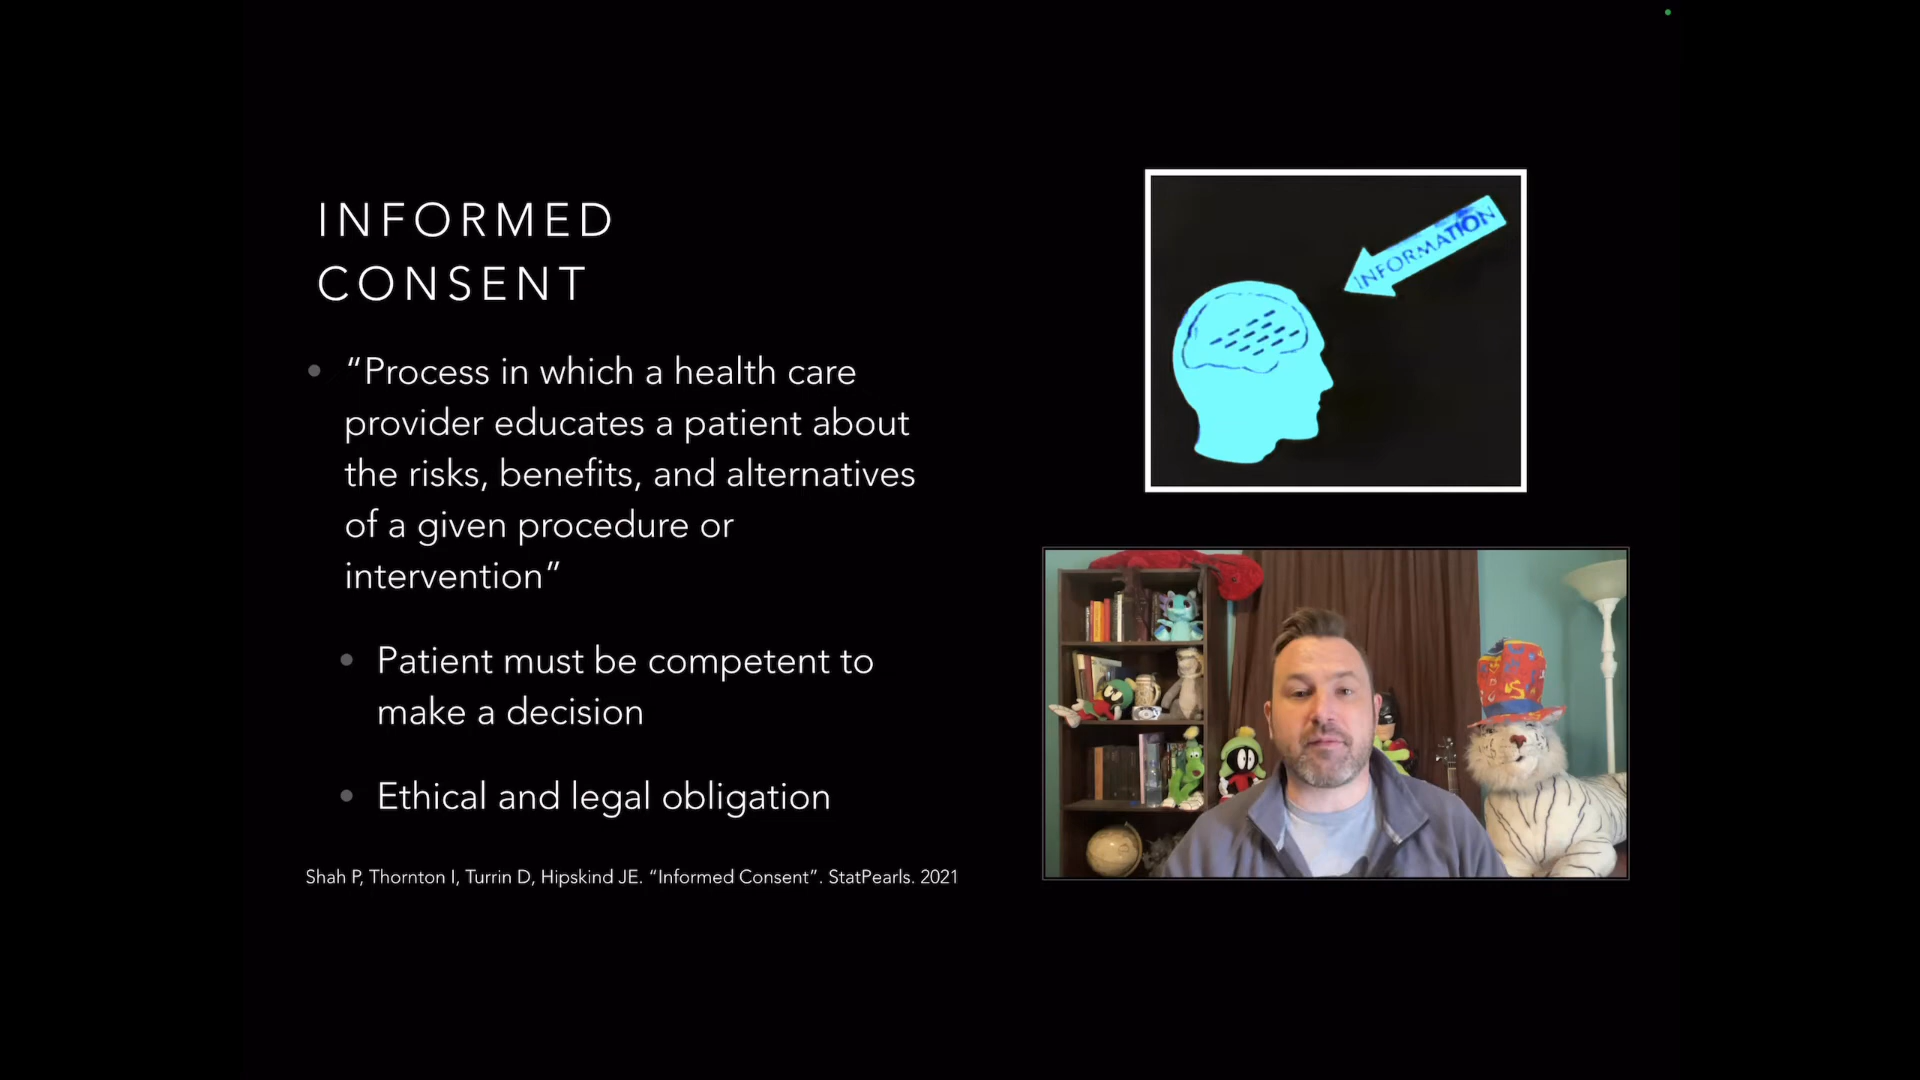 INFORMED
CONSENT
• “Process in which a health care
provider educates a patient about
the risks, benefits, and alternatives
of a given procedure or
intervention”
• Patient must be competent to
make a decision
• Ethical and legal obligation
Shah P, Thornton I, Turrin D, Hipskind JE. “Informed Consent”. StatPearls. 2021
INFORMATION